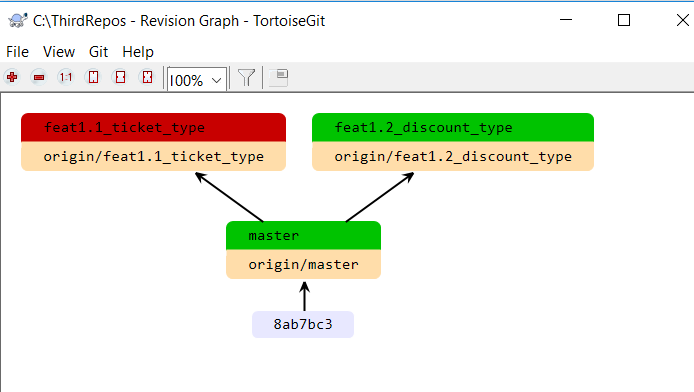 C:\ThirdRepos - Revision Graph - TortoiseGit
File View Git Help
1:1 100%
feat1.1_ticket_type
origin/feat1.1_ticket_type
feat1.2_discount_type
origin/feat1.2_discount_type
master
origin/master
8ab7bc3